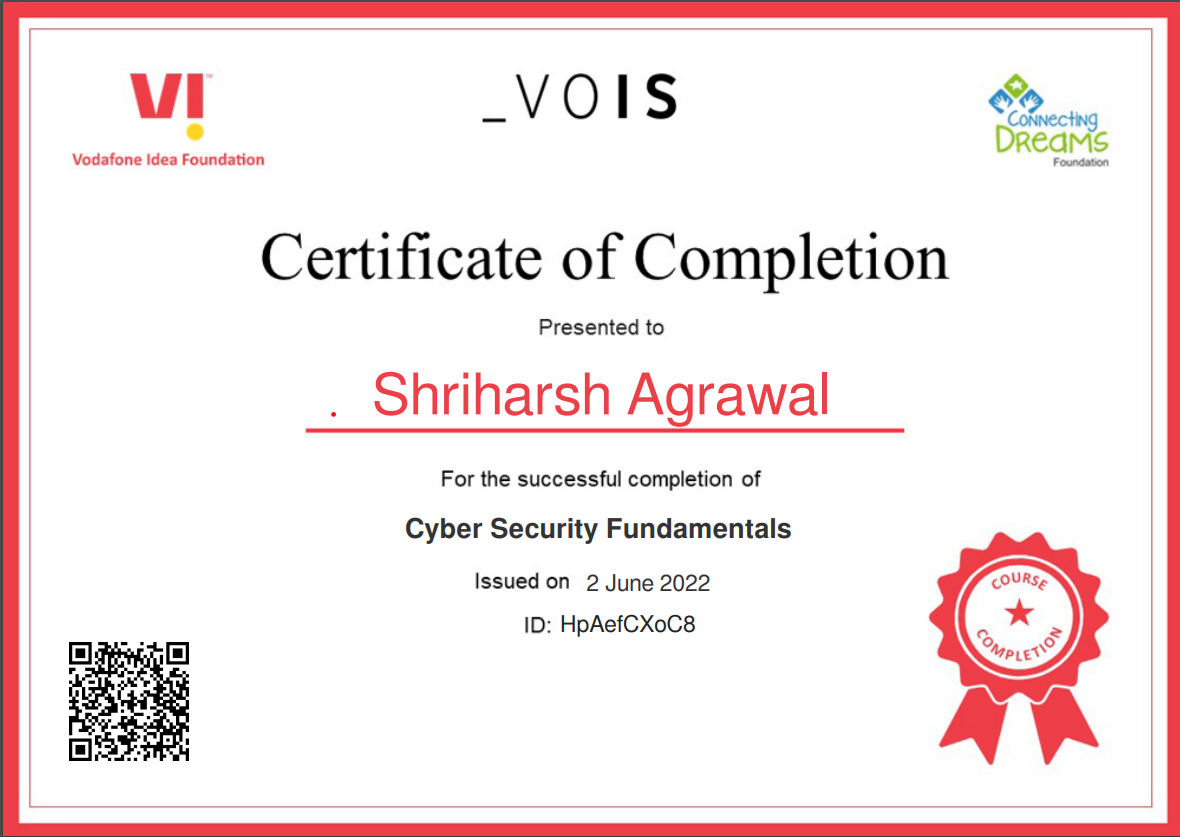 VI™
Vodafone Idea Foundation
_VOIS
Connecting
Dreams
Foundation
Certificate of Completion
Presented to
. Shriharsh Agrawal
For the successful completion of
Cyber Security Fundamentals
Issued on 2 June 2022
ID: HpAefCXoC8
COURSE
COMPLETION